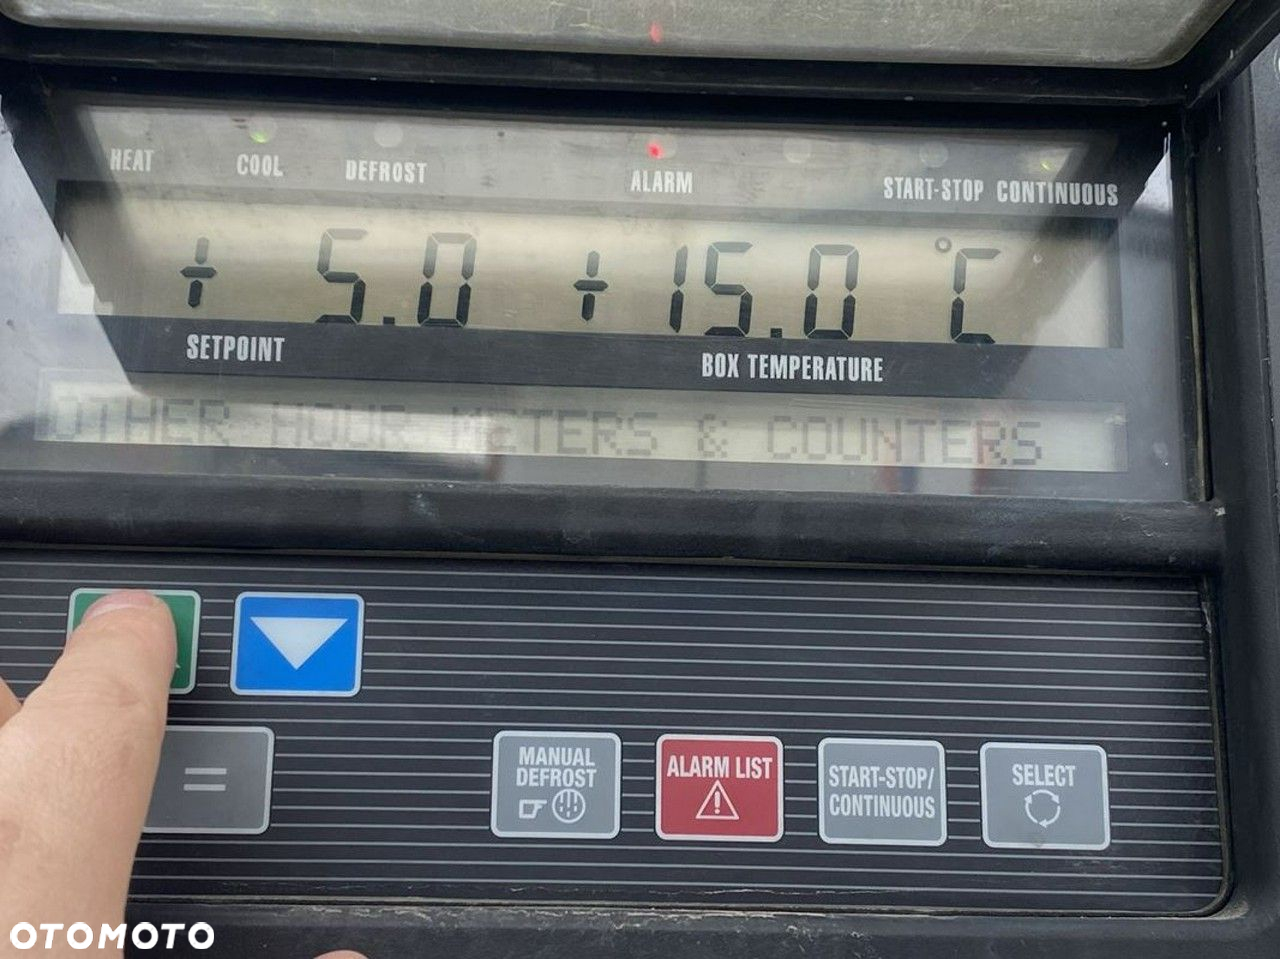 HEAT COOL DEFROST ALARM START-STOP CONTINUOUS
+ 5.0 +15.0 °C
SETPOINT BOX TEMPERATURE
OTHER HOUR METERS & COUNTERS
=
MANUAL
DEFROST
ALARM LIST
START-STOP/
CONTINUOUS
SELECT
OTOMOTO